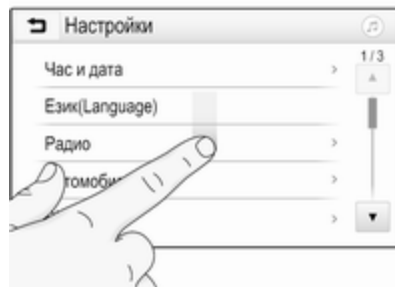 Настройки
1/3
Час и дата
Език(Language)
Радио